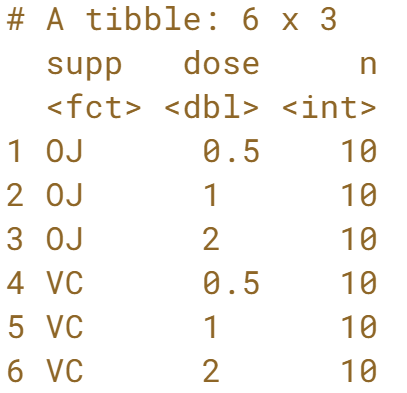 # A tibble: 6 x 3
  supp   dose     n
  <fct> <dbl> <int>
1 OJ      0.5    10
2 OJ      1      10
3 OJ      2      10
4 VC      0.5    10
5 VC      1      10
6 VC      2      10